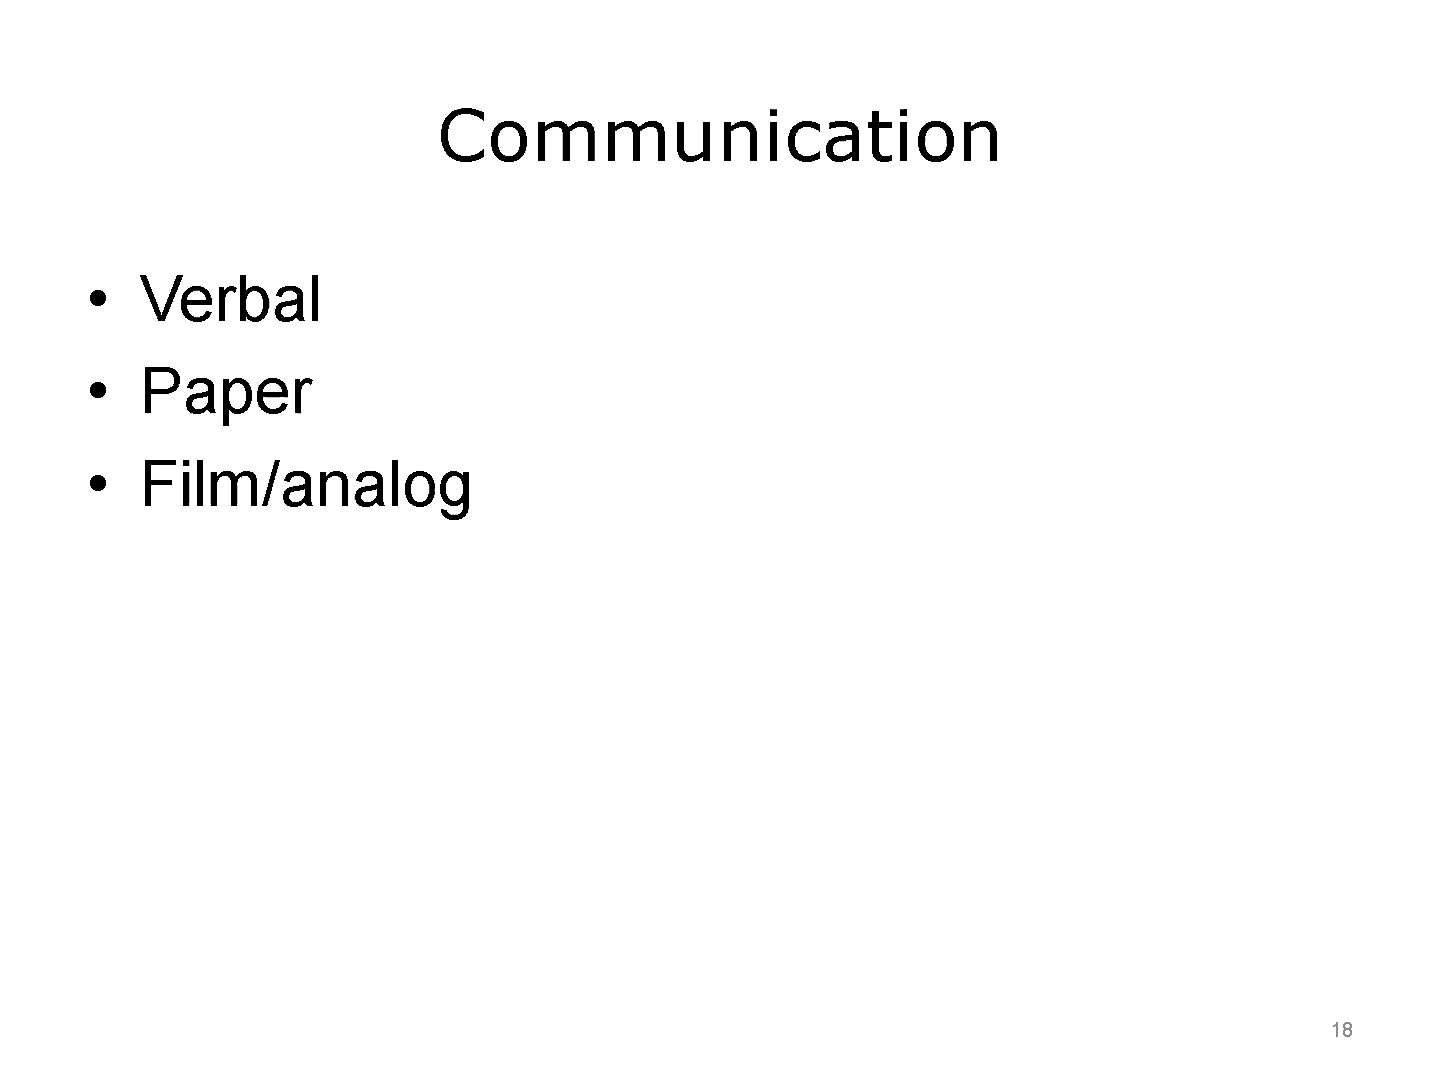 Communication
• Verbal
• Paper
• Film/analog
18